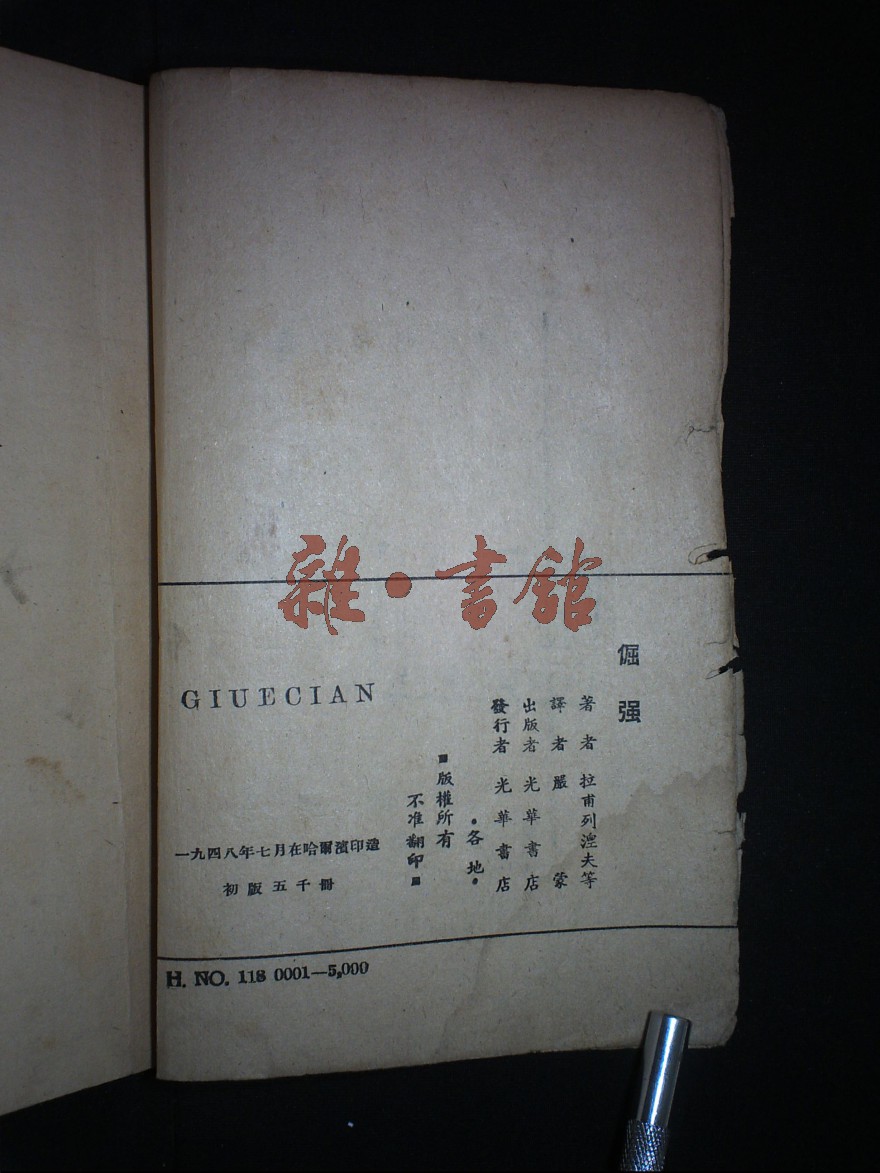 雜·書館
倔强
著者 拉甫列湼夫等
譯者 嚴蒙
出版者 光華書店
發行者 光華書店
·各地·
■版權所有
不准翻印■
GIUECIAN
一九四八年七月在哈爾濱印造
初版五千冊
H. NO. 118 0001—5,000